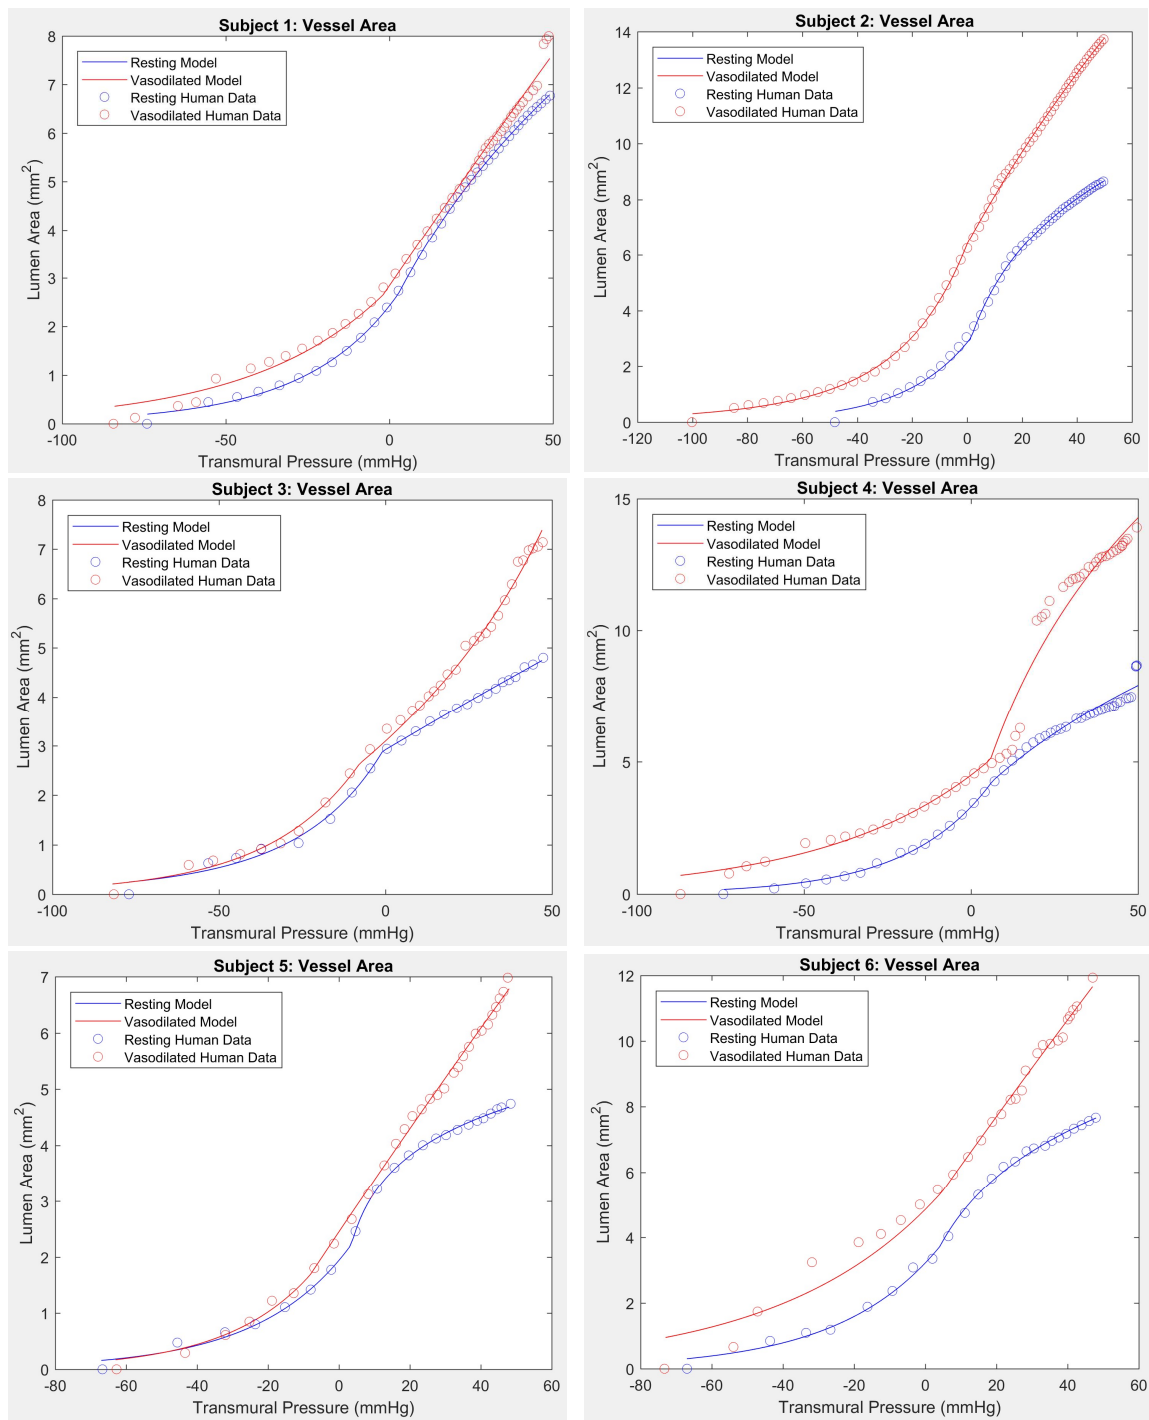 Subject 1: Vessel Area
8
7
6
5
4
3
2
1
0
Lumen Area (mm2)
Resting Model
Vasodilated Model
Resting Human Data
Vasodilated Human Data
-100 -50 0 50
Transmural Pressure (mmHg)
Subject 2: Vessel Area
14
12
10
8
6
4
2
0
Lumen Area (mm2)
Resting Model
Vasodilated Model
Resting Human Data
Vasodilated Human Data
-120 -100 -80 -60 -40 -20 0 20 40 60
Transmural Pressure (mmHg)
Subject 3: Vessel Area
8
7
6
5
4
3
2
1
0
Lumen Area (mm2)
Resting Model
Vasodilated Model
Resting Human Data
Vasodilated Human Data
-100 -50 0 50
Transmural Pressure (mmHg)
Subject 4: Vessel Area
15
10
5
0
Lumen Area (mm2)
Resting Model
Vasodilated Model
Resting Human Data
Vasodilated Human Data
-100 -50 0 50
Transmural Pressure (mmHg)
Subject 5: Vessel Area
7
6
5
4
3
2
1
0
Lumen Area (mm2)
Resting Model
Vasodilated Model
Resting Human Data
Vasodilated Human Data
-80 -60 -40 -20 0 20 40 60
Transmural Pressure (mmHg)
Subject 6: Vessel Area
12
10
8
6
4
2
0
Lumen Area (mm2)
Resting Model
Vasodilated Model
Resting Human Data
Vasodilated Human Data
-80 -60 -40 -20 0 20 40 60
Transmural Pressure (mmHg)